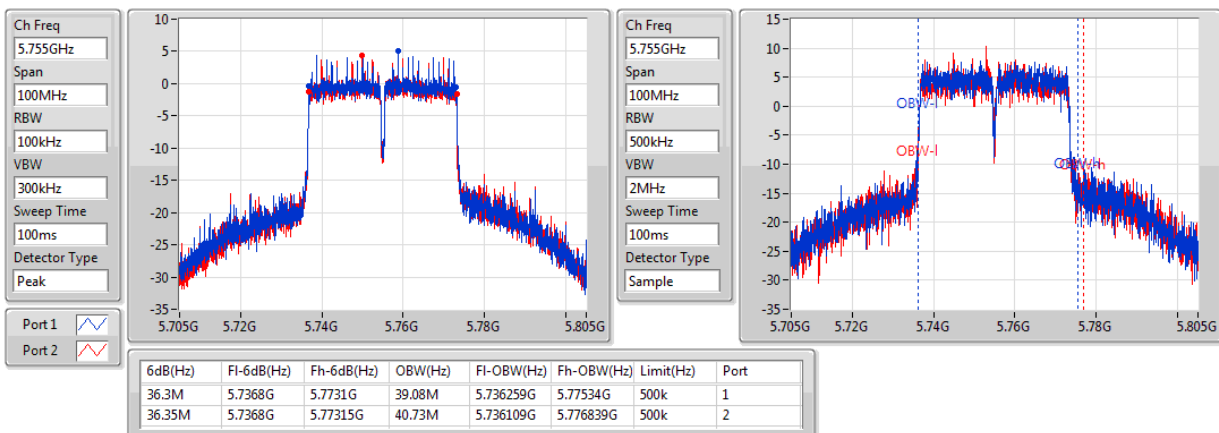 Ch Freq
5.755GHz
Span
100MHz
RBW
100kHz
VBW
300kHz
Sweep Time
100ms
Detector Type
Peak
Port 1
Port 2
10
5
0
-5
-10
-15
-20
-25
-30
-35
5.705G 5.72G 5.74G 5.76G 5.78G 5.805G
Ch Freq
5.755GHz
Span
100MHz
RBW
500kHz
VBW
2MHz
Sweep Time
100ms
Detector Type
Sample
15
10
5
0
-5
-10
-15
-20
-25
-30
-35
OBW-l
OBW-l
5.705G 5.72G 5.74G 5.76G 5.78G 5.805G
6dB(Hz) Fl-6dB(Hz) Fh-6dB(Hz) OBW(Hz) Fl-OBW(Hz) Fh-OBW(Hz) Limit(Hz) Port
36.3M 5.7368G 5.7731G 39.08M 5.736259G 5.77534G 500k 1
36.35M 5.7368G 5.77315G 40.73M 5.736109G 5.776839G 500k 2